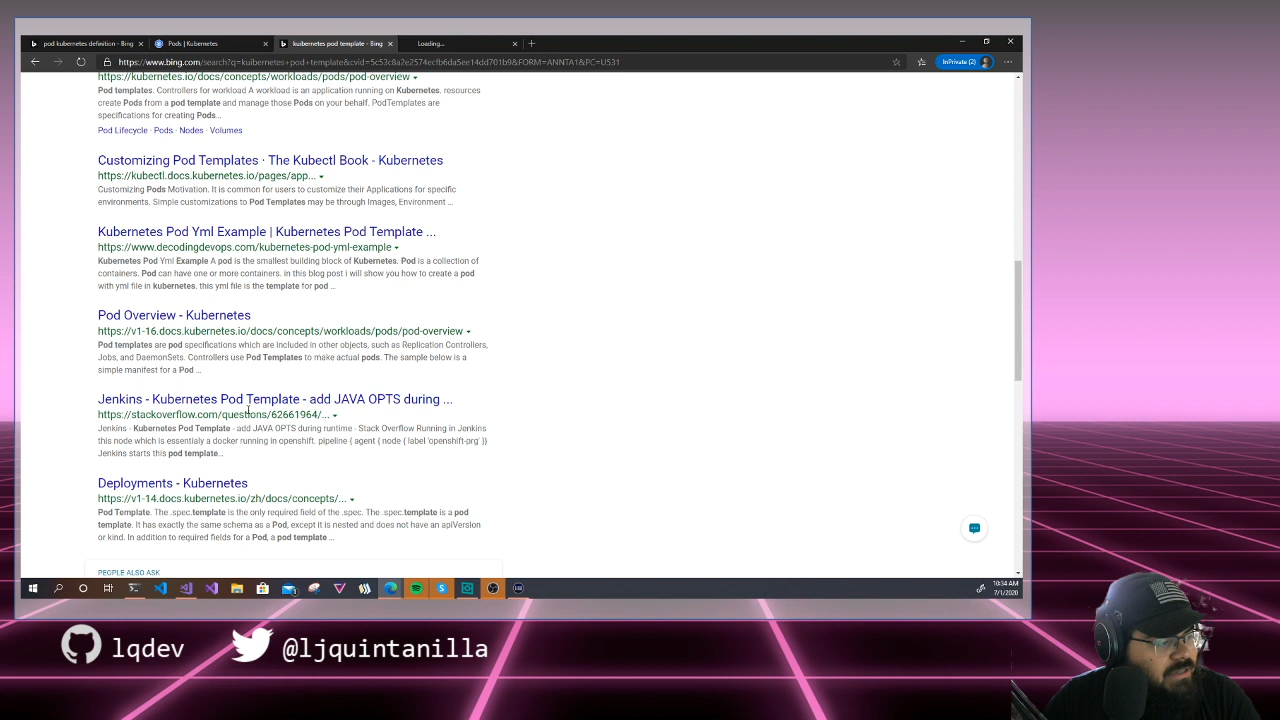 pod kubernetes definition - Bing
Pods | Kubernetes
kuibernetes pod template - Bing
Loading...
https://www.bing.com/search?q=kuibernetes+pod+template&cvid=5c53c8a2e2574ecfb6da5ee14dd701b9&FORM=ANNTA1&PC=U531
InPrivate (2)
https://kubernetes.io/docs/concepts/workloads/pods/pod-overview
Pod templates. Controllers for workload A workload is an application running on Kubernetes. resources
create Pods from a pod template and manage those Pods on your behalf. PodTemplates are
specifications for creating Pods...
Pod Lifecycle · Pods · Nodes · Volumes
Customizing Pod Templates · The Kubectl Book - Kubernetes
https://kubectl.docs.kubernetes.io/pages/app...
Customizing Pods Motivation. It is common for users to customize their Applications for specific
environments. Simple customizations to Pod Templates may be through Images, Environment ...
Kubernetes Pod Yml Example | Kubernetes Pod Template ...
https://www.decodingdevops.com/kubernetes-pod-yml-example
Kubernetes Pod Yml Example A pod is the smallest building block of Kubernetes. Pod is a collection of
containers. Pod can have one or more containers. in this blog post i will show you how to create a pod
with yml file in kubernetes. this yml file is the template for pod ...
Pod Overview - Kubernetes
https://v1-16.docs.kubernetes.io/docs/concepts/workloads/pods/pod-overview
Pod templates are pod specifications which are included in other objects, such as Replication Controllers,
Jobs, and DaemonSets. Controllers use Pod Templates to make actual pods. The sample below is a
simple manifest for a Pod ...
Jenkins - Kubernetes Pod Template - add JAVA OPTS during ...
https://stackoverflow.com/questions/62661964/...
Jenkins - Kubernetes Pod Template - add JAVA OPTS during runtime - Stack Overflow Running in Jenkins
this node which is essentialy a docker running in openshift. pipeline { agent { node { label 'openshift-prg' }}
Jenkins starts this pod template...
Deployments - Kubernetes
https://v1-14.docs.kubernetes.io/zh/docs/concepts/...
Pod Template. The .spec.template is the only required field of the .spec. The .spec.template is a pod
template. It has exactly the same schema as a Pod, except it is nested and does not have an apiVersion
or kind. In addition to required fields for a Pod, a pod template ...
PEOPLE ALSO ASK
10:34 AM
7/1/2020
lqdev
@ljquintanilla